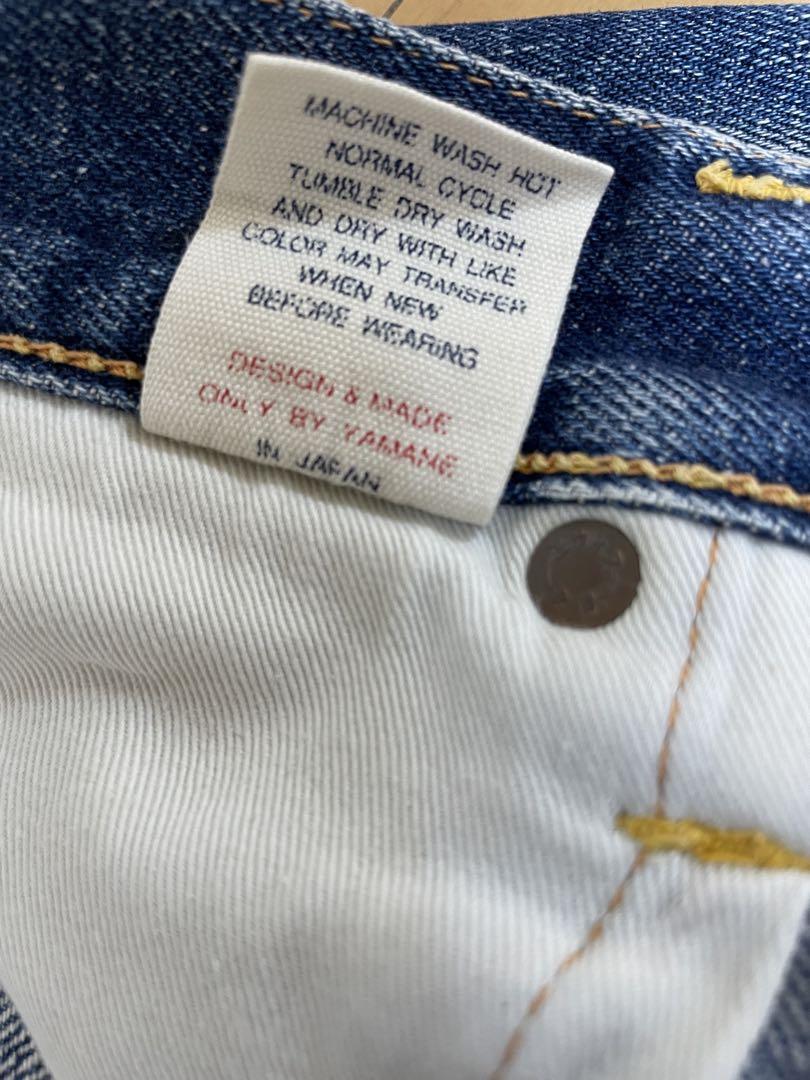 MACHINE WASH HOT
NORMAL CYCLE
TUMBLE DRY WASH
AND DRY WITH LIKE
COLOR MAY TRANSFER
WHEN NEW
BEFORE WEARING
DESIGN & MADE
ONLY BY YAMANE
IN JAPAN